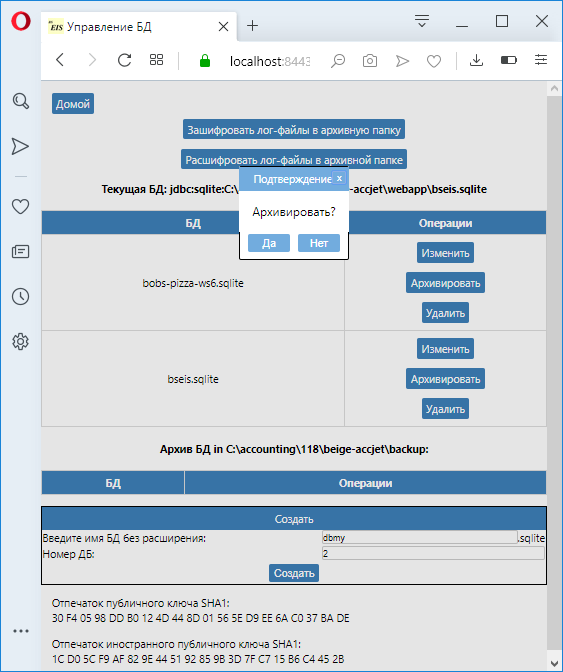 EIS Управление БД
localhost:8443
Домой
Зашифровать лог-файлы в архивную папку
Расшифровать лог-файлы в архивной папке
Текущая БД: jdbc:sqlite:C:\ -accjet\webapp\bseis.sqlite
Подтверждение x
Архивировать?
Да Нет
БД Операции
bobs-pizza-ws6.sqlite
Изменить
Архивировать
Удалить
bseis.sqlite
Изменить
Архивировать
Удалить
Архив БД in C:\accounting\118\beige-accjet\backup:
БД Операции
Создать
Введите имя БД без расширения: dbmy .sqlite
Номер ДБ: 2
Создать
Отпечаток публичного ключа SHA1:
30 F4 05 98 DD B0 12 4D 44 8D 01 56 5E D9 EE 6A C0 37 BA DE
Отпечаток иностранного публичного ключа SHA1:
1C D0 5C F9 AF 82 9E 44 51 92 85 9B 3D 7F C7 15 B6 C4 45 2B